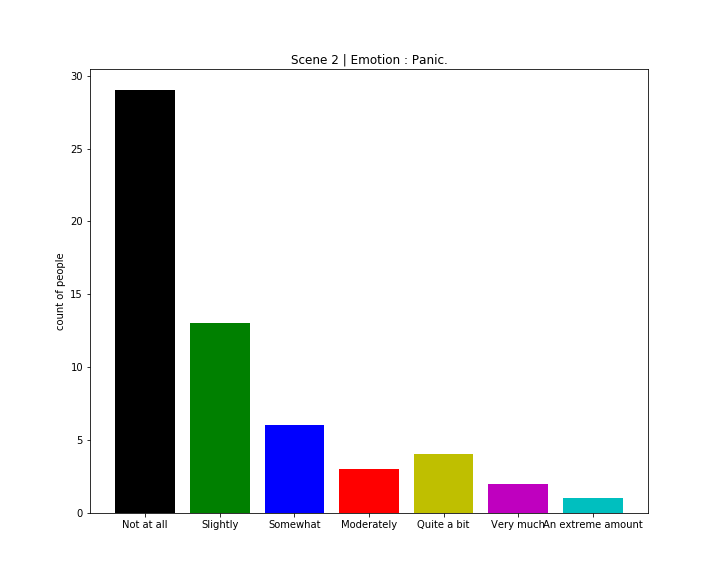 Scene 2 | Emotion : Panic.
count of people
30
25
20
15
10
5
0
Not at all Slightly Somewhat Moderately Quite a bit Very much An extreme amount